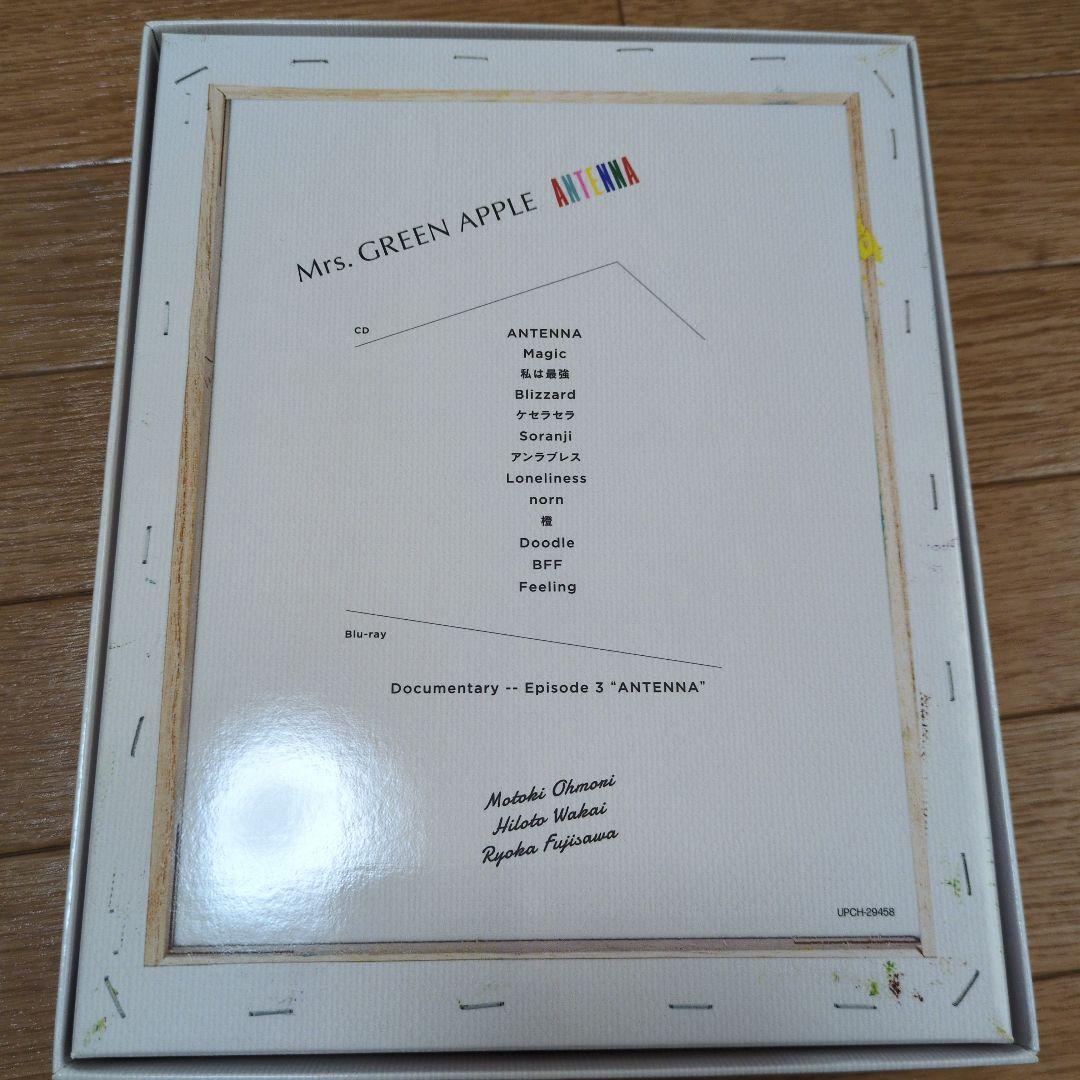 Mrs. GREEN APPLE ANTENNA
CD
ANTENNA
Magic
私は最強
Blizzard
ケセラセラ
Soranji
アンラブレス
Loneliness
norn
橙
Doodle
BFF
Feeling
Blu-ray
Documentary -- Episode 3 “ANTENNA”
Motoki Ohmori
Hiloto Wakai
Ryoka Fujisawa
UPCH-29458